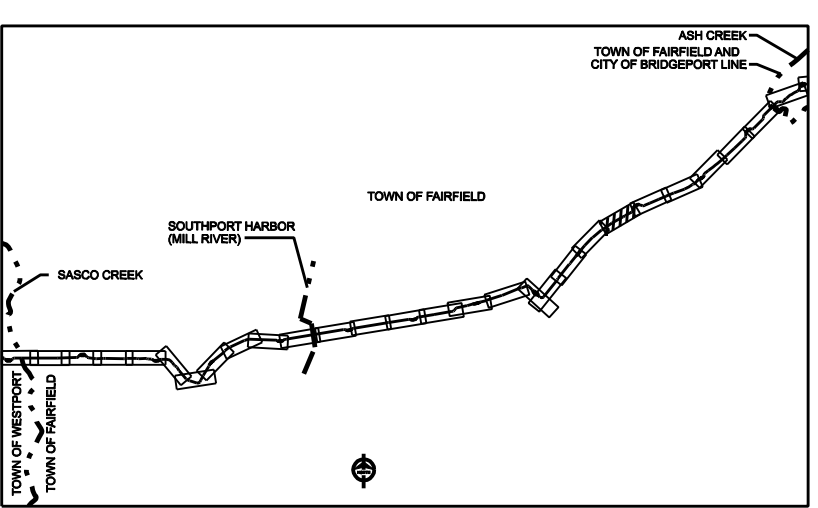 ASH CREEK
TOWN OF FAIRFIELD AND
CITY OF BRIDGEPORT LINE
TOWN OF FAIRFIELD
SOUTHPORT HARBOR
(MILL RIVER)
SASCO CREEK
TOWN OF WESTPORT
TOWN OF FAIRFIELD